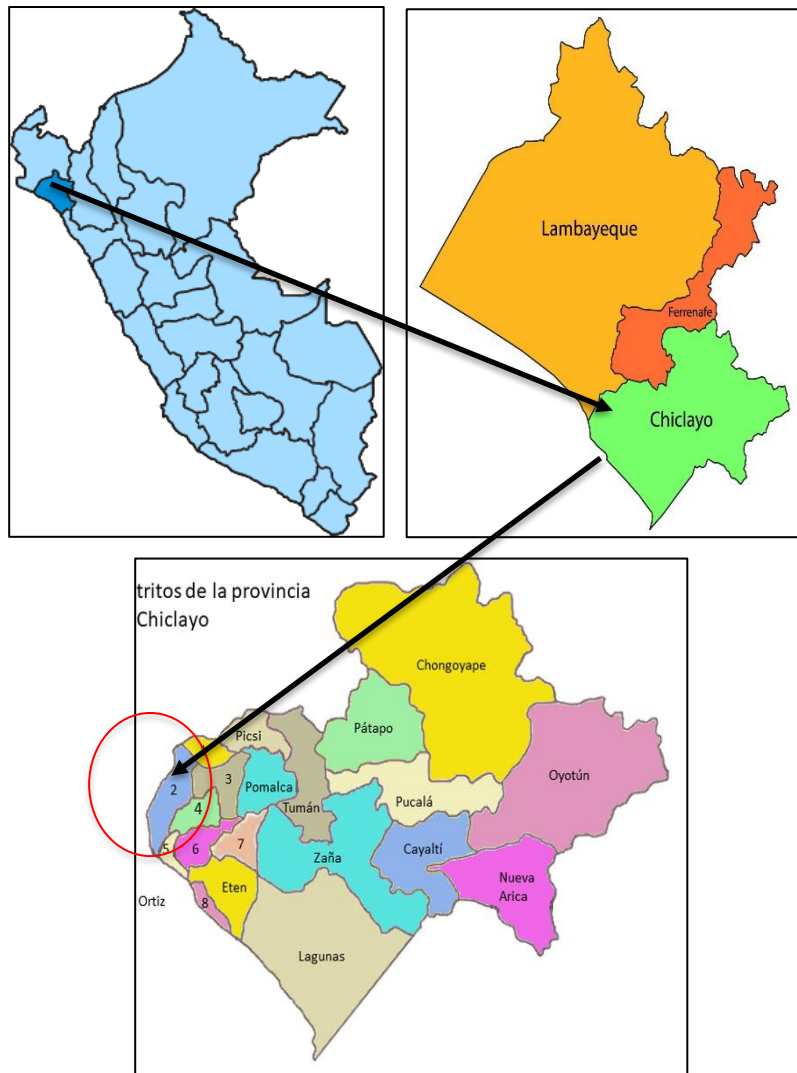 Lambayeque
Ferrenafe
Chiclayo
tritos de la provincia
Chiclayo
Chongoyape
Picsi
Pátapo
Oyotún
2
3
Pomalca
4
Tumán
Pucalá
5
6
7
Zaña
Cayaltí
Nueva
Arica
Eten
Ortiz
8
Lagunas